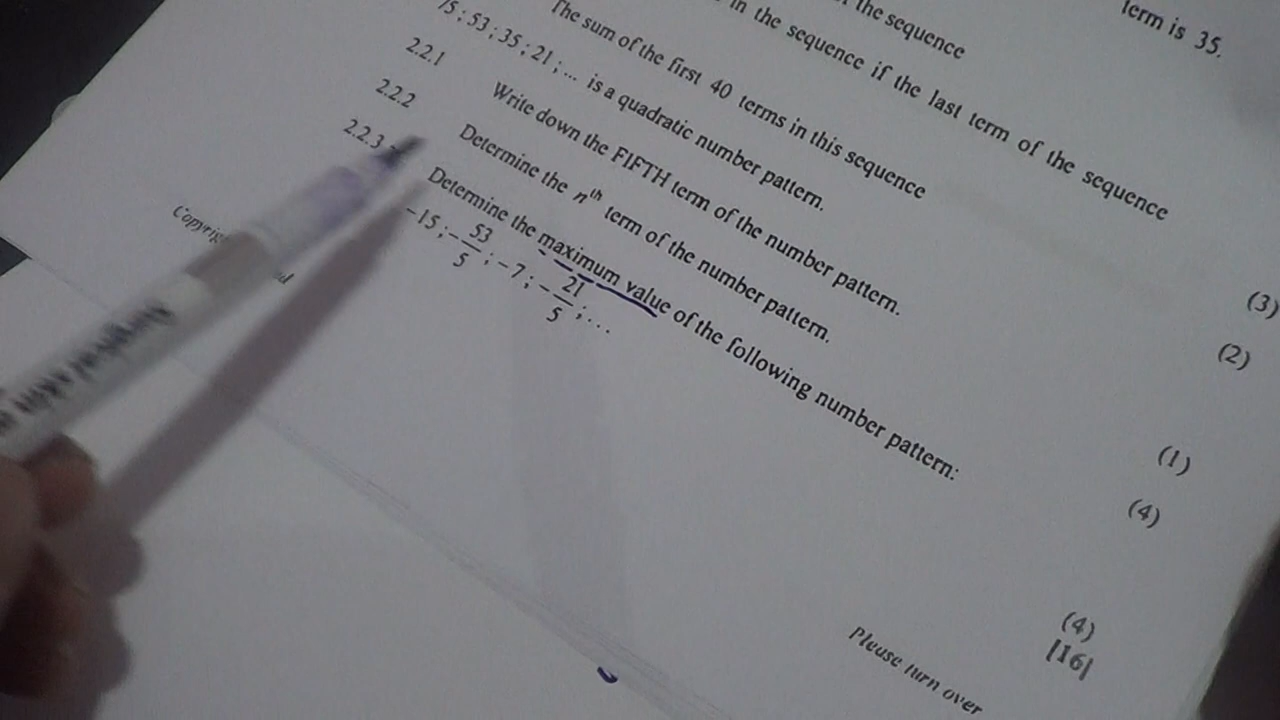 the sequence
term is 35.
in the sequence if the last term of the sequence
The sum of the first 40 terms in this sequence
(3)
(2)
75 ; 53 ; 35 ; 21 ; ... is a quadratic number pattern.
2.2.1 Write down the FIFTH term of the number pattern.
(1)
2.2.2 Determine the nᵗʰ term of the number pattern.
(4)
2.2.3 Determine the maximum value of the following number pattern:
−15 ; −53/5 ; −7 ; −21/5 ; ...
(4)
[16]
Please turn over